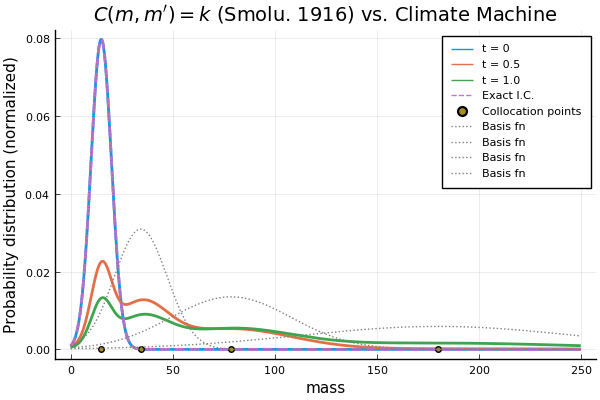 C(m, m′) = k (Smolu. 1916) vs. Climate Machine
Probability distribution (normalized)
0.08
0.06
0.04
0.02
0.00
t = 0
t = 0.5
t = 1.0
Exact I.C.
Collocation points
Basis fn
Basis fn
Basis fn
Basis fn
0 50 100 150 200 250
mass